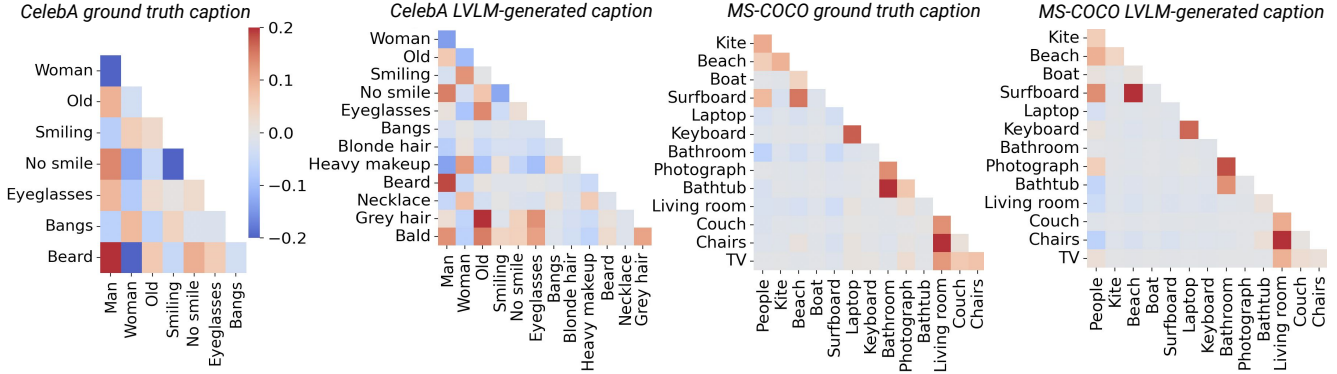 CelebA ground truth caption
Woman
Old
Smiling
No smile
Eyeglasses
Bangs
Beard
Man
Woman
Old
Smiling
No smile
Eyeglasses
Bangs
0.2
0.1
0.0
−0.1
−0.2
CelebA LVLM-generated caption
Woman
Old
Smiling
No smile
Eyeglasses
Bangs
Blonde hair
Heavy makeup
Beard
Necklace
Grey hair
Bald
Man
Woman
Old
Smiling
No smile
Eyeglasses
Bangs
Blonde hair
Heavy makeup
Beard
Necklace
Grey hair
MS-COCO ground truth caption
Kite
Beach
Boat
Surfboard
Laptop
Keyboard
Bathroom
Photograph
Bathtub
Living room
Couch
Chairs
TV
People
Kite
Beach
Boat
Surfboard
Laptop
Keyboard
Bathroom
Photograph
Bathtub
Living room
Couch
Chairs
MS-COCO LVLM-generated caption
Kite
Beach
Boat
Surfboard
Laptop
Keyboard
Bathroom
Photograph
Bathtub
Living room
Couch
Chairs
TV
People
Kite
Beach
Boat
Surfboard
Laptop
Keyboard
Bathroom
Photograph
Bathtub
Living room
Couch
Chairs